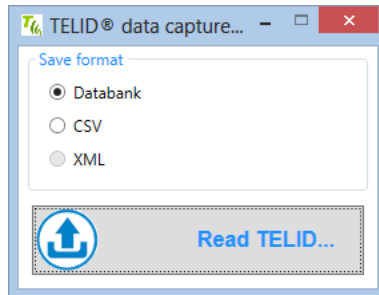 TELID® data capture...
Save format
Databank
CSV
XML
Read TELID...